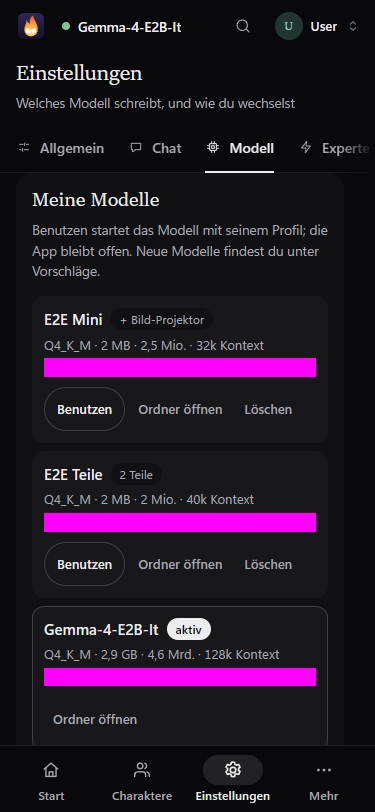 Gemma-4-E2B-It
U
User
Einstellungen
Welches Modell schreibt, und wie du wechselst
Allgemein
Chat
Modell
Experte
Meine Modelle
Benutzen startet das Modell mit seinem Profil; die
App bleibt offen. Neue Modelle findest du unter
Vorschläge.
E2E Mini
+ Bild-Projektor
Q4_K_M · 2 MB · 2,5 Mio. · 32k Kontext
Benutzen
Ordner öffnen
Löschen
E2E Teile
2 Teile
Q4_K_M · 2 MB · 2 Mio. · 40k Kontext
Benutzen
Ordner öffnen
Löschen
Gemma-4-E2B-It
aktiv
Q4_K_M · 2,9 GB · 4,6 Mrd. · 128k Kontext
Ordner öffnen
Start
Charaktere
Einstellungen
Mehr